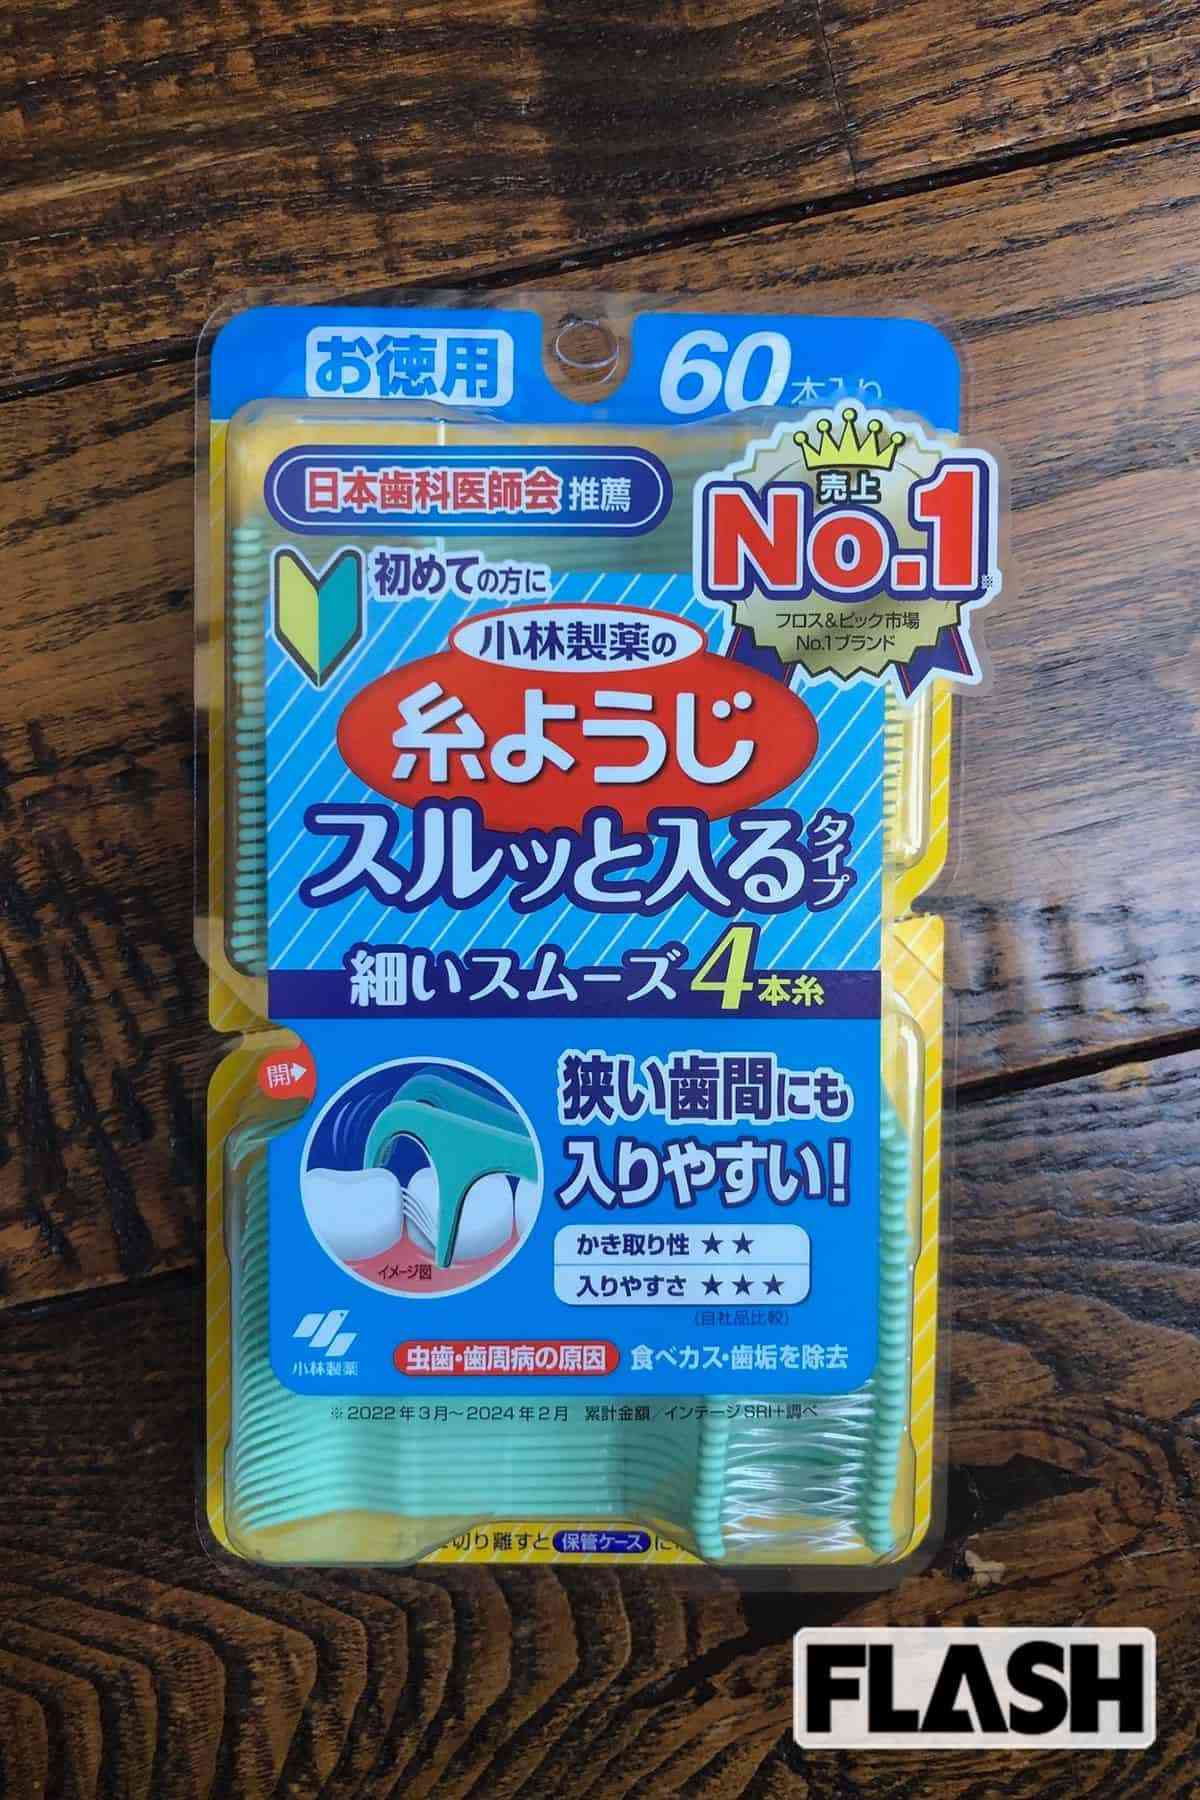 お徳用
60本入り
日本歯科医師会推薦
売上
No.1※
フロス&ピック市場
No.1ブランド
初めての方に
小林製薬の
糸ようじ
スルッと入るタイプ
細いスムーズ4本糸
開
狭い歯間にも
入りやすい!
かき取り性 ★★
入りやすさ ★★★
(自社品比較)
イメージ図
小林製薬
虫歯・歯周病の原因 食べカス・歯垢を除去
※2022年3月~2024年2月 累計金額/インテージSRI+調べ
切り離すと保管ケースに
FLASH